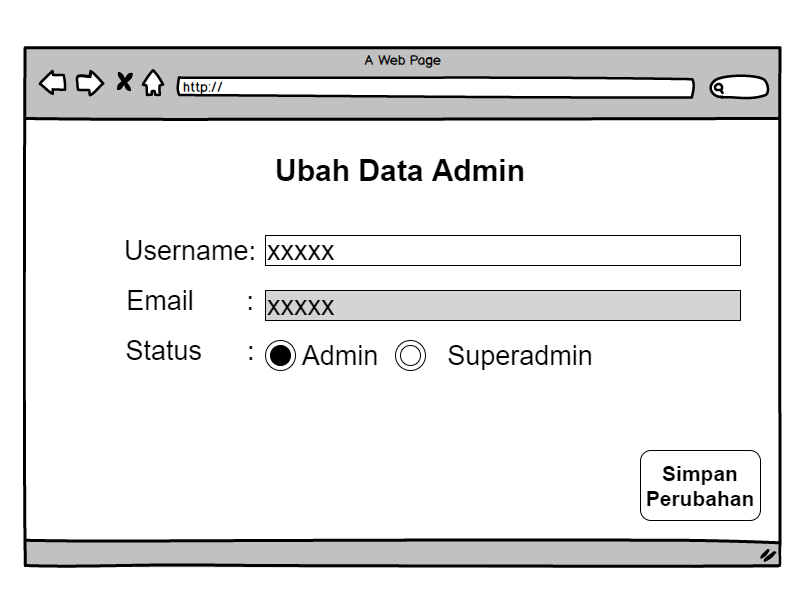 A Web Page
http://
Ubah Data Admin
Username: xxxxx
Email : xxxxx
Status : Admin Superadmin
Simpan
Perubahan